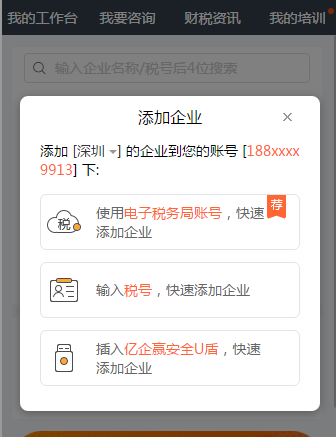 我的工作台 我要咨询 财税资讯 我的培训
输入企业名称/税号后4位搜索
添加企业 ×
添加 [深圳 ] 的企业到您的账号 [188xxxx
9913] 下:
荐
使用电子税务局账号，快速
税
添加企业
输入税号，快速添加企业
插入亿企赢安全U盾，快速
添加企业